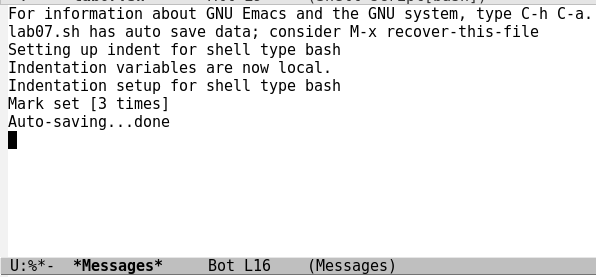 For information about GNU Emacs and the GNU system, type C-h C-a.
lab07.sh has auto save data; consider M-x recover-this-file
Setting up indent for shell type bash
Indentation variables are now local.
Indentation setup for shell type bash
Mark set [3 times]
Auto-saving...done
U:%*-  *Messages*     Bot L16    (Messages)